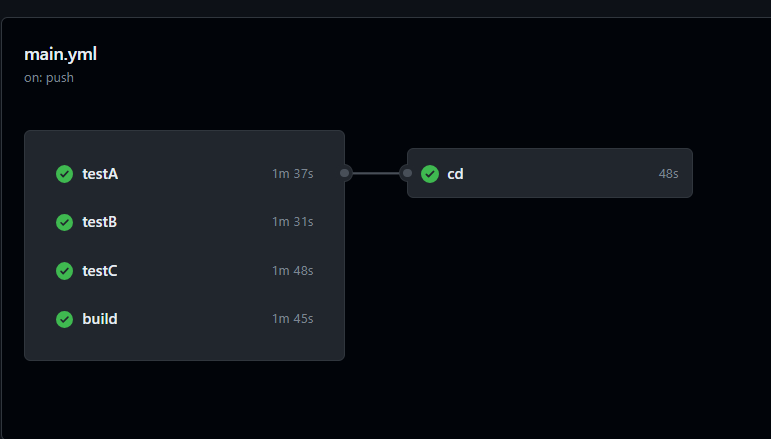 main.yml
on: push
testA 1m 37s
testB 1m 31s
testC 1m 48s
build 1m 45s
cd 48s